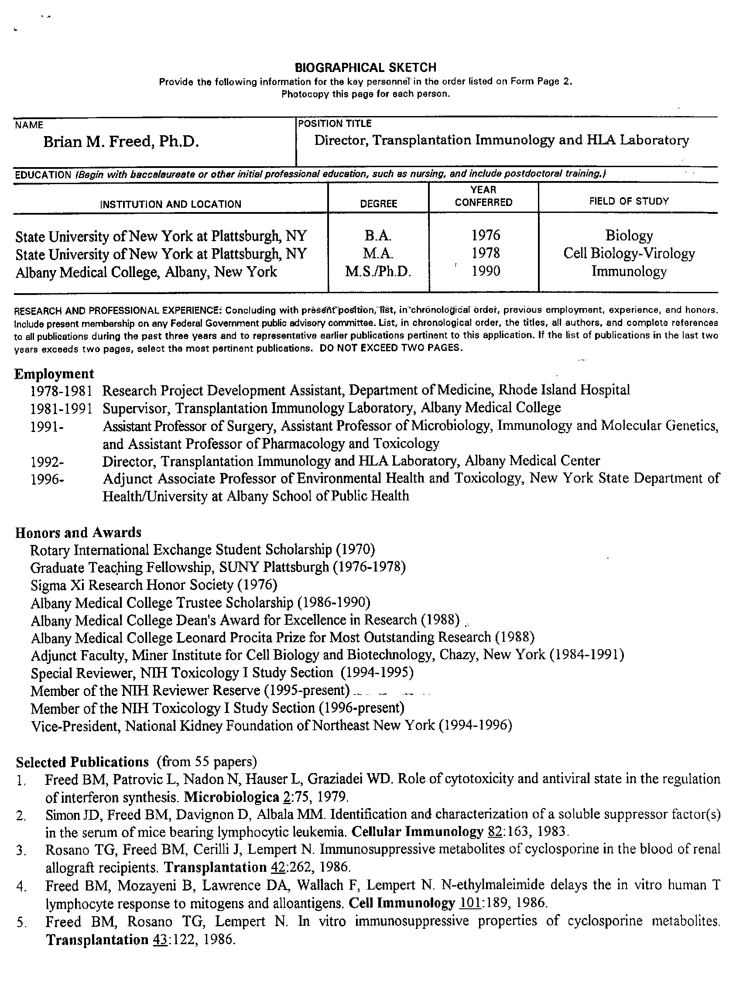 BIOGRAPHICAL SKETCH
Provide the following information for the key personnel in the order listed on Form Page 2.
Photocopy this page for each person.
NAME
Brian M. Freed, Ph.D.
POSITION TITLE
Director, Transplantation Immunology and HLA Laboratory
EDUCATION (Begin with baccalaureate or other initial professional education, such as nursing, and include postdoctoral training.)
INSTITUTION AND LOCATION DEGREE YEAR CONFERRED FIELD OF STUDY
State University of New York at Plattsburgh, NY B.A. 1976 Biology
State University of New York at Plattsburgh, NY M.A. 1978 Cell Biology-Virology
Albany Medical College, Albany, New York M.S./Ph.D. 1990 Immunology
RESEARCH AND PROFESSIONAL EXPERIENCE: Concluding with present position, list, in chronological order, previous employment, experience, and honors.
Include present membership on any Federal Government public advisory committee. List, in chronological order, the titles, all authors, and complete references
to all publications during the past three years and to representative earlier publications pertinent to this application. If the list of publications in the last two
years exceeds two pages, select the most pertinent publications. DO NOT EXCEED TWO PAGES.
Employment
1978-1981 Research Project Development Assistant, Department of Medicine, Rhode Island Hospital
1981-1991 Supervisor, Transplantation Immunology Laboratory, Albany Medical College
1991- Assistant Professor of Surgery, Assistant Professor of Microbiology, Immunology and Molecular Genetics,
and Assistant Professor of Pharmacology and Toxicology
1992- Director, Transplantation Immunology and HLA Laboratory, Albany Medical Center
1996- Adjunct Associate Professor of Environmental Health and Toxicology, New York State Department of
Health/University at Albany School of Public Health
Honors and Awards
Rotary International Exchange Student Scholarship (1970)
Graduate Teaching Fellowship, SUNY Plattsburgh (1976-1978)
Sigma Xi Research Honor Society (1976)
Albany Medical College Trustee Scholarship (1986-1990)
Albany Medical College Dean's Award for Excellence in Research (1988)
Albany Medical College Leonard Procita Prize for Most Outstanding Research (1988)
Adjunct Faculty, Miner Institute for Cell Biology and Biotechnology, Chazy, New York (1984-1991)
Special Reviewer, NIH Toxicology I Study Section (1994-1995)
Member of the NIH Reviewer Reserve (1995-present)
Member of the NIH Toxicology I Study Section (1996-present)
Vice-President, National Kidney Foundation of Northeast New York (1994-1996)
Selected Publications (from 55 papers)
1. Freed BM, Patrovic L, Nadon N, Hauser L, Graziadei WD. Role of cytotoxicity and antiviral state in the regulation
of interferon synthesis. Microbiologica 2:75, 1979.
2. Simon JD, Freed BM, Davignon D, Albala MM. Identification and characterization of a soluble suppressor factor(s)
in the serum of mice bearing lymphocytic leukemia. Cellular Immunology 82:163, 1983.
3. Rosano TG, Freed BM, Cerilli J, Lempert N. Immunosuppressive metabolites of cyclosporine in the blood of renal
allograft recipients. Transplantation 42:262, 1986.
4. Freed BM, Mozayeni B, Lawrence DA, Wallach F, Lempert N. N-ethylmaleimide delays the in vitro human T
lymphocyte response to mitogens and alloantigens. Cell Immunology 101:189, 1986.
5. Freed BM, Rosano TG, Lempert N. In vitro immunosuppressive properties of cyclosporine metabolites.
Transplantation 43:122, 1986.